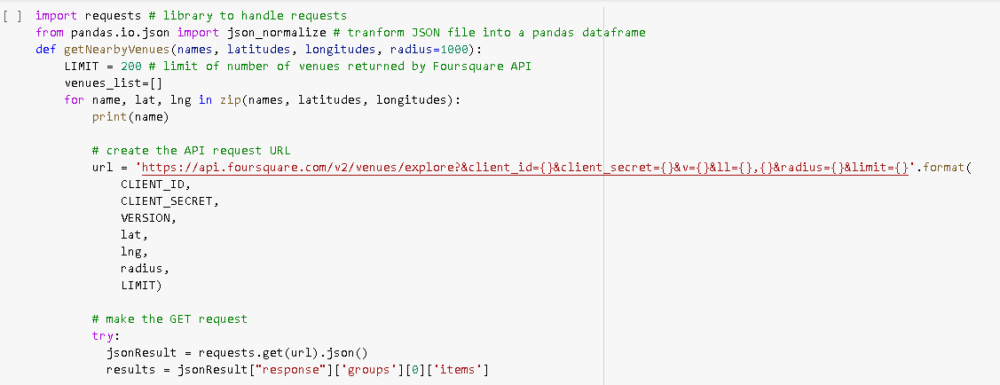 [ ] import requests # library to handle requests
from pandas.io.json import json_normalize # tranform JSON file into a pandas dataframe
def getNearbyVenues(names, latitudes, longitudes, radius=1000):
LIMIT = 200 # limit of number of venues returned by Foursquare API
venues_list=[]
for name, lat, lng in zip(names, latitudes, longitudes):
print(name)
# create the API request URL
url = 'https://api.foursquare.com/v2/venues/explore?&client_id={}&client_secret={}&v={}&ll={},{}&radius={}&limit={}'.format(
CLIENT_ID,
CLIENT_SECRET,
VERSION,
lat,
lng,
radius,
LIMIT)
# make the GET request
try:
jsonResult = requests.get(url).json()
results = jsonResult["response"]['groups'][0]['items']